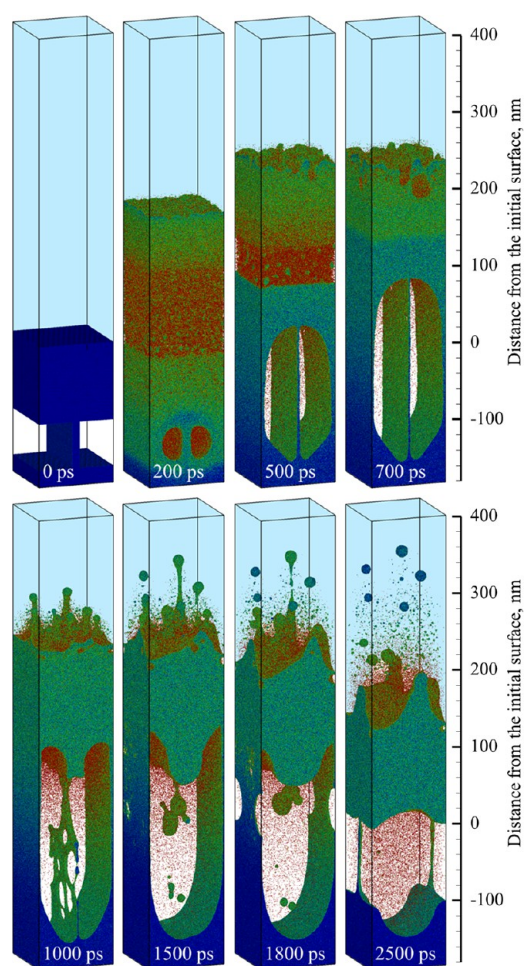 400
300
200
100
0
-100
Distance from the initial surface, nm
0 ps
200 ps
500 ps
700 ps
400
300
200
100
0
-100
Distance from the initial surface, nm
1000 ps
1500 ps
1800 ps
2500 ps